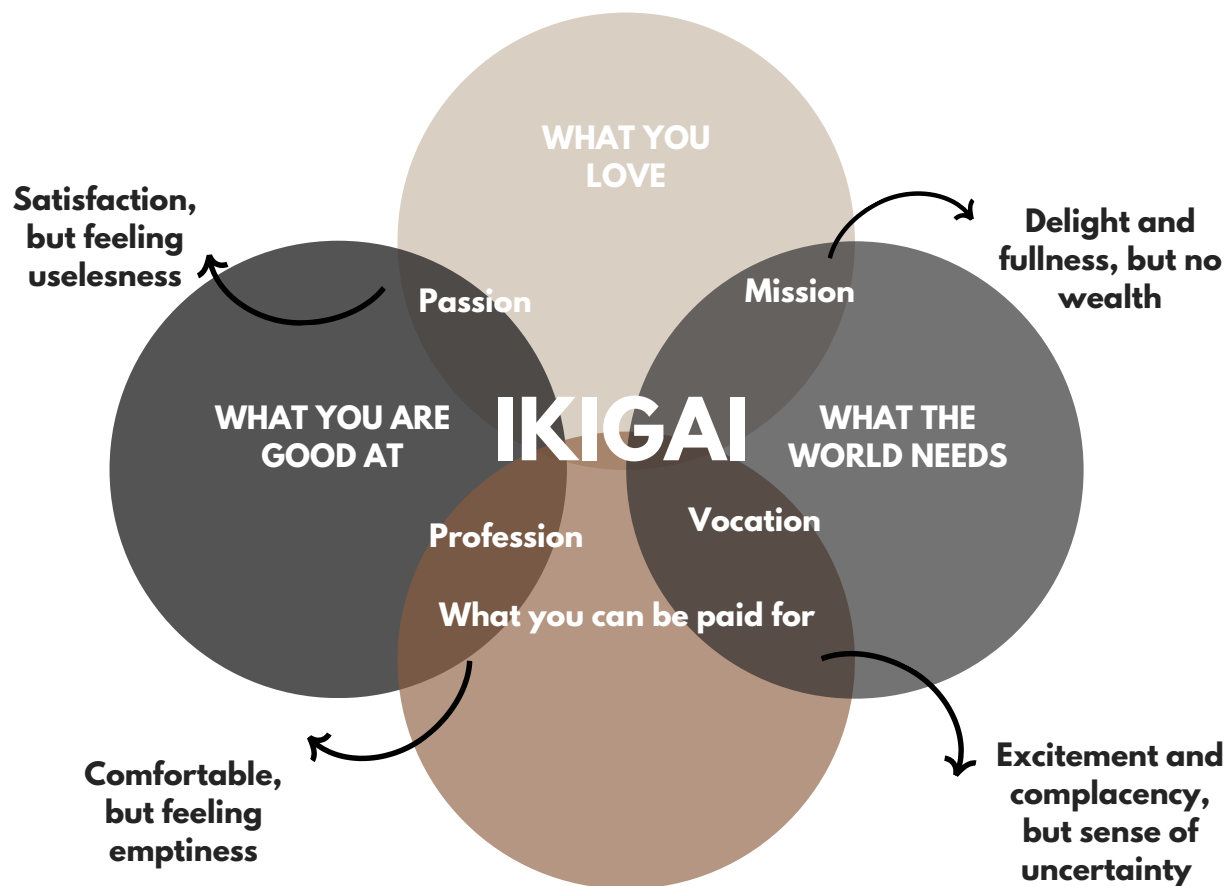 WHAT YOU
LOVE
Satisfaction,
but feeling
uselesness
Delight and
fullness, but no
wealth
Passion
Mission
WHAT YOU ARE
GOOD AT
IKIGAI
WHAT THE
WORLD NEEDS
Profession
Vocation
What you can be paid for
Comfortable,
but feeling
emptiness
Excitement and
complacency,
but sense of
uncertainty